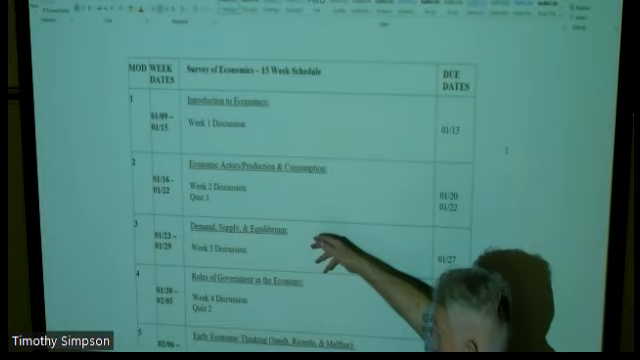 MOD WEEK DATES Survey of Economics – 15 Week Schedule DUE DATES
1 Introduction to Economics:
01/09 – 01/15 Week 1 Discussion 01/13
2 Economic Actors/Production & Consumption:
01/16 - 01/22 Week 2 Discussion 01/20
Quiz 1 01/22
3 Demand, Supply, & Equilibrium:
01/23 – 01/29 Week 3 Discussion 01/27
4 Roles of Government in the Economy:
01/30 - 02/05 Week 4 Discussion
Quiz 2
5 Early Economic Thinking (Smith, Ricardo, & Malthus):
02/06 –
Timothy Simpson